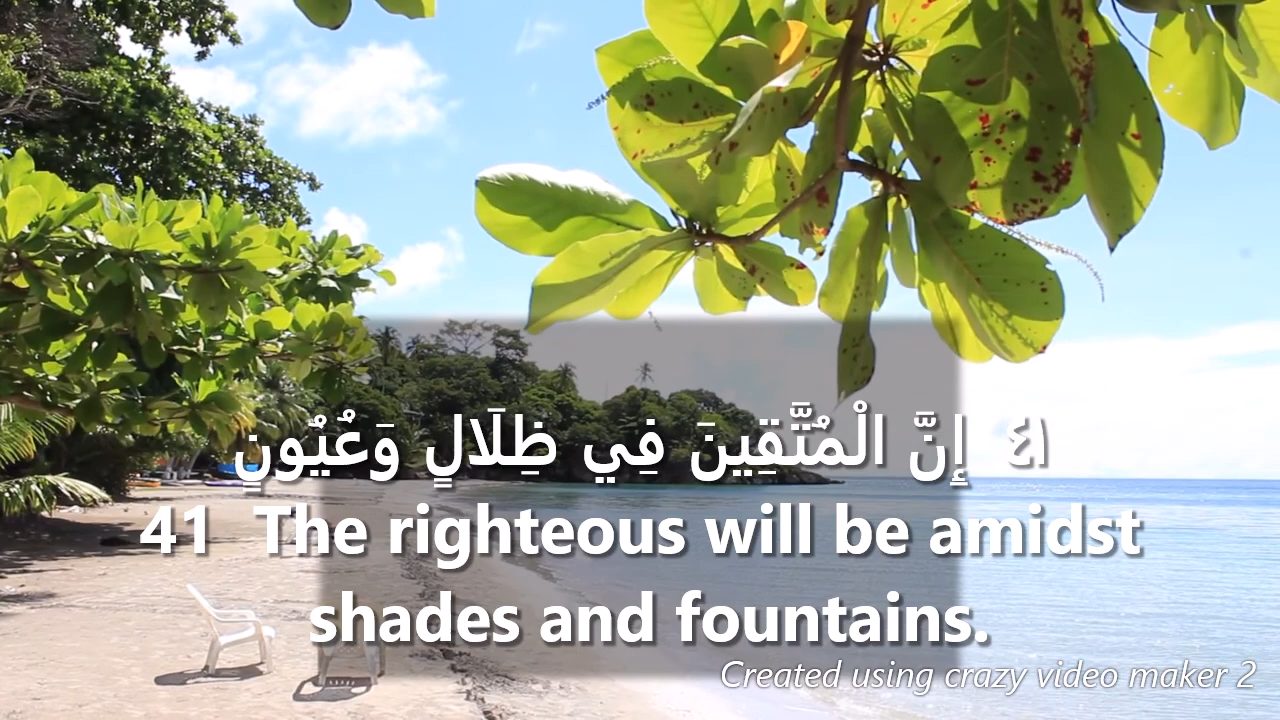 ٤١  إِنَّ الْمُتَّقِينَ فِي ظِلَالٍ وَعُيُونٍ
41  The righteous will be amidst
shades and fountains.
Created using crazy video maker 2